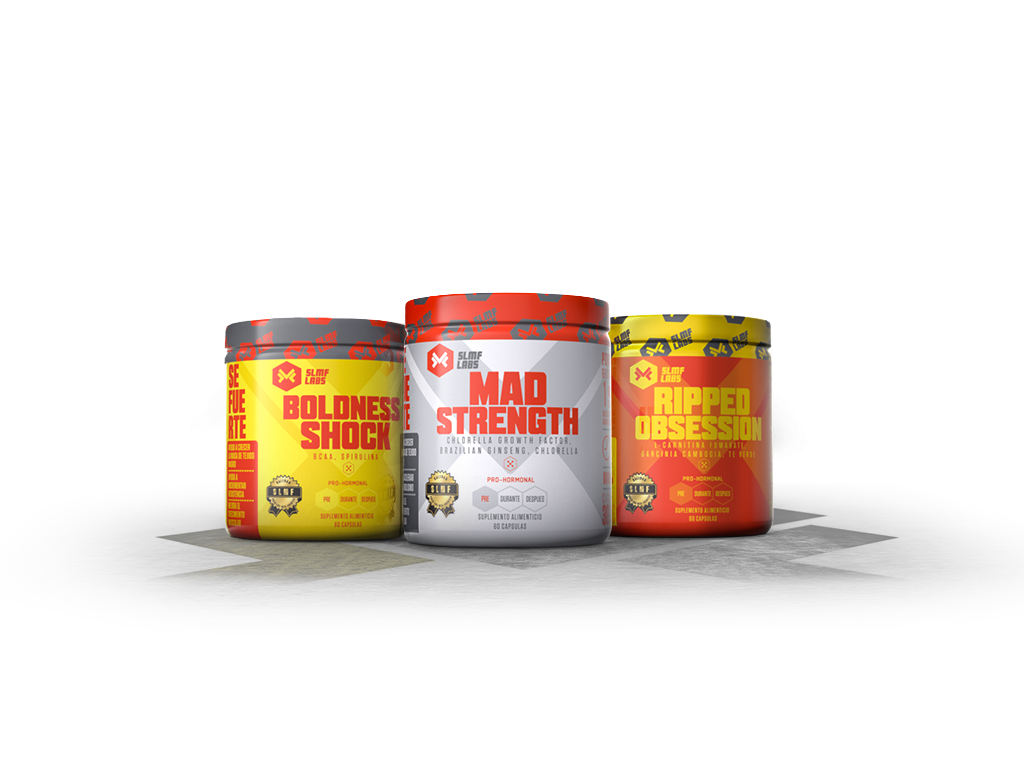 SLMF
LABS
SE
FUE
RTE
BOLDNESS
SHOCK
BCAA, SPIRULINA
PRO-HORMONAL
PRE DURANTE DESPUES
SUPLEMENTO ALIMENTICIO
60 CAPSULAS
SLMF
SLMF
SLMF
LABS
MAD
STRENGTH
CHLORELLA GROWTH FACTOR,
BRAZILIAN GINSENG, CHLORELLA
PRO-HORMONAL
PRE DURANTE DESPUES
SUPLEMENTO ALIMENTICIO
60 CAPSULAS
SLMF
SLMF
LABS
SLMF
LABS
RIPPED
OBSESSION
L-CARNITINA FUMARATE,
GARCINIA CAMBOGIA, TE VERDE
PRO-HORMONAL
PRE DURANTE DESPUES
SUPLEMENTO ALIMENTICIO
60 CAPSULAS
SLMF